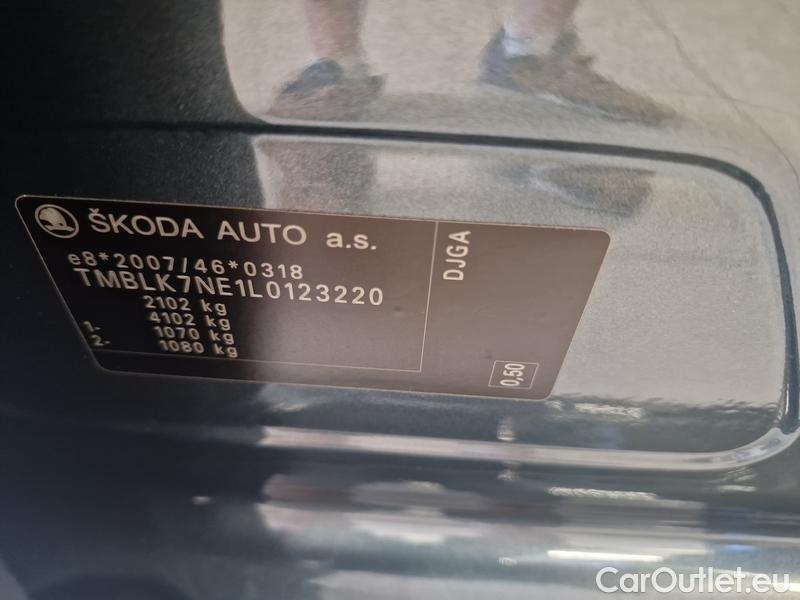 ŠKODA AUTO a.s.
e8*2007/46*0318
TMBLK7NE1L0123220
2102 kg
4102 kg
1- 1070 kg
2- 1080 kg
DJGA
0,50
CarOutlet.eu